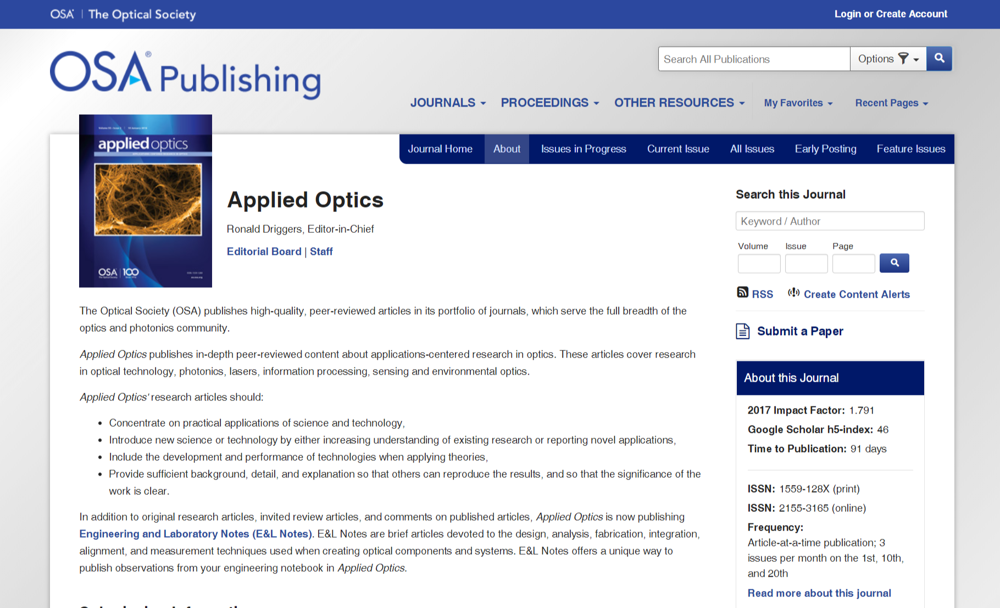 OSA | The Optical Society
Login or Create Account
OSA® Publishing
Search All Publications
Options
JOURNALS
PROCEEDINGS
OTHER RESOURCES
My Favorites
Recent Pages
applied optics
OSA | 100
Journal Home
About
Issues in Progress
Current Issue
All Issues
Early Posting
Feature Issues
Applied Optics
Ronald Driggers, Editor-in-Chief
Editorial Board | Staff
The Optical Society (OSA) publishes high-quality, peer-reviewed articles in its portfolio of journals, which serve the full breadth of the
optics and photonics community.
Applied Optics publishes in-depth peer-reviewed content about applications-centered research in optics. These articles cover research
in optical technology, photonics, lasers, information processing, sensing and environmental optics.
Applied Optics' research articles should:
• Concentrate on practical applications of science and technology,
• Introduce new science or technology by either increasing understanding of existing research or reporting novel applications,
• Include the development and performance of technologies when applying theories,
• Provide sufficient background, detail, and explanation so that others can reproduce the results, and so that the significance of the
work is clear.
In addition to original research articles, invited review articles, and comments on published articles, Applied Optics is now publishing
Engineering and Laboratory Notes (E&L Notes). E&L Notes are brief articles devoted to the design, analysis, fabrication, integration,
alignment, and measurement techniques used when creating optical components and systems. E&L Notes offers a unique way to
publish observations from your engineering notebook in Applied Optics.
Search this Journal
Keyword / Author
Volume
Issue
Page
RSS
Create Content Alerts
Submit a Paper
About this Journal
2017 Impact Factor: 1.791
Google Scholar h5-index: 46
Time to Publication: 91 days
ISSN: 1559-128X (print)
ISSN: 2155-3165 (online)
Frequency:
Article-at-a-time publication; 3
issues per month on the 1st, 10th,
and 20th
Read more about this journal